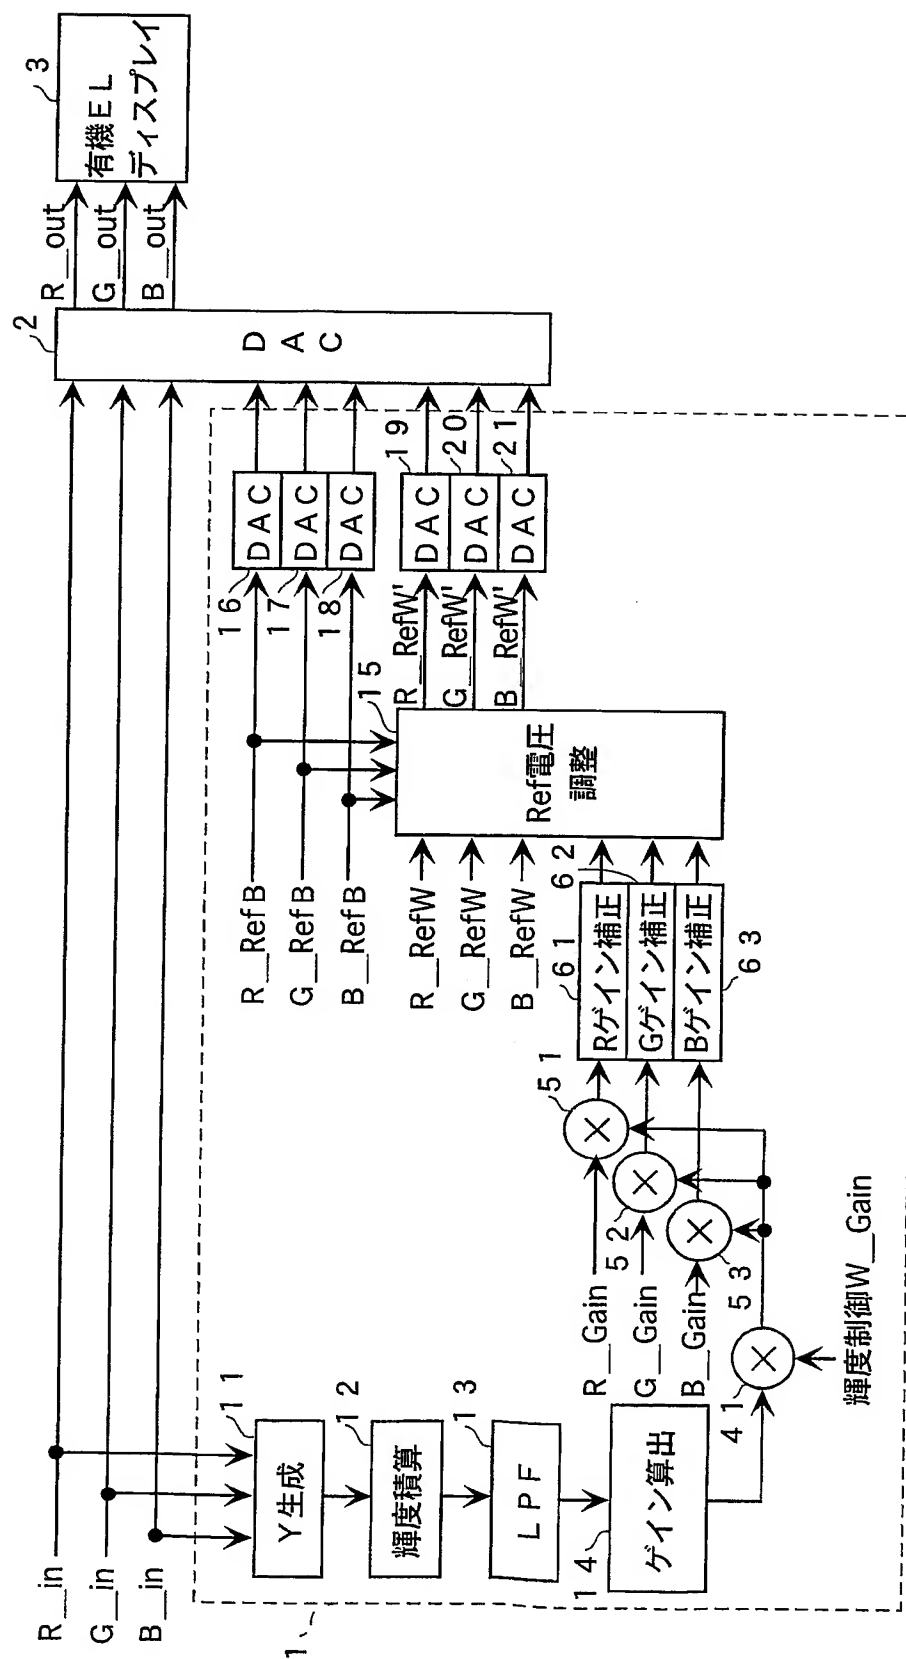 R_in
G_in
B_in
1
Y生成
11
輝度積算
12
LPF
13
ゲイン算出
14
41
輝度制御W_Gain
R_Gain
G_Gain
B_Gain
51
52
53
Rゲイン補正
Gゲイン補正
Bゲイン補正
61
62
63
R_RefB
G_RefB
B_RefB
R_RefW
G_RefW
B_RefW
Ref電圧
調整
15
R_RefW'
G_RefW'
B_RefW'
DAC
DAC
DAC
16
17
18
DAC
DAC
DAC
19
20
21
DAC
2
R_out
G_out
B_out
有機EL
ディスプレイ
3